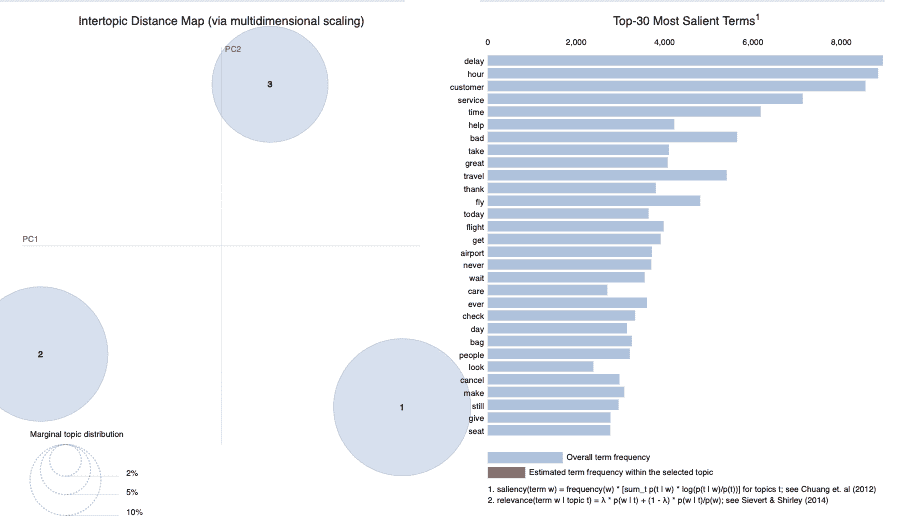 Intertopic Distance Map (via multidimensional scaling)
PC2
3
PC1
2
1
Marginal topic distribution
2%
5%
10%
Top-30 Most Salient Terms1
0 2,000 4,000 6,000 8,000
delay
hour
customer
service
time
help
bad
take
great
travel
thank
fly
today
flight
get
airport
never
wait
care
ever
check
day
bag
people
look
cancel
make
still
give
seat
Overall term frequency
Estimated term frequency within the selected topic
1. saliency(term w) = frequency(w) * [sum_t p(t | w) * log(p(t | w)/p(t))] for topics t; see Chuang et. al (2012)
2. relevance(term w | topic t) = λ * p(w | t) + (1 - λ) * p(w | t)/p(w); see Sievert & Shirley (2014)